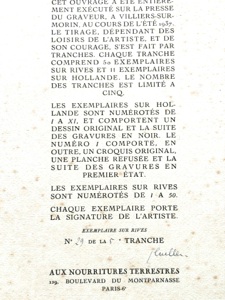 CET OUVRAGE A ÉTÉ ENTIÈRE-
MENT EXÉCUTÉ SUR LA PRESSE
DU GRAVEUR, A VILLIERS-SUR-
MORIN, AU COURS DE L'ÉTÉ 1937.
LE TIRAGE, DÉPENDANT DES
LOISIRS DE L'ARTISTE, ET DE
SON COURAGE, S'EST FAIT PAR
TRANCHES. CHAQUE TRANCHE
COMPREND 50 EXEMPLAIRES
SUR RIVES ET 11 EXEMPLAIRES
SUR HOLLANDE. LE NOMBRE
DES TRANCHES EST LIMITÉ A
CINQ.
LES EXEMPLAIRES SUR HOL-
LANDE SONT NUMÉROTÉS DE
I A XI, ET COMPORTENT UN
DESSIN ORIGINAL ET LA SUITE
DES GRAVURES EN NOIR. LE
NUMÉRO I COMPORTE, EN
OUTRE, UN CROQUIS ORIGINAL,
UNE PLANCHE REFUSÉE ET LA
SUITE DES GRAVURES EN
PREMIER ÉTAT.
LES EXEMPLAIRES SUR RIVES
SONT NUMÉROTÉS DE 1 A 50.
CHAQUE EXEMPLAIRE PORTE
LA SIGNATURE DE L'ARTISTE.
EXEMPLAIRE SUR RIVES
Nº 29 DE LA TRANCHE
AUX NOURRITURES TERRESTRES
129, BOULEVARD DU MONTPARNASSE
PARIS-6e